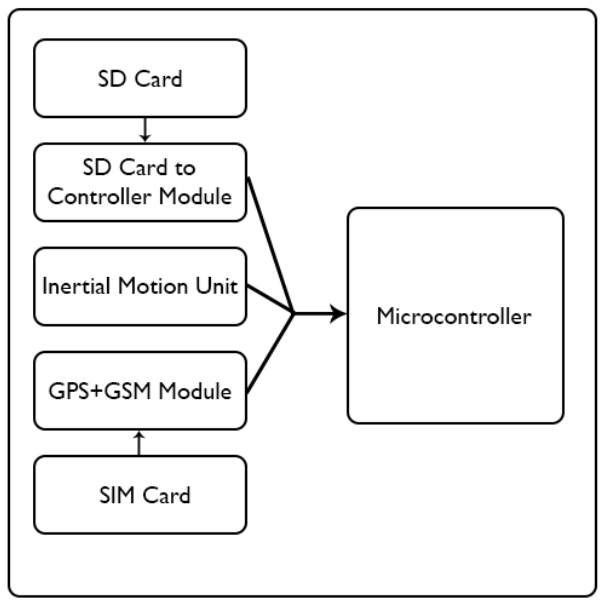 SD Card
SD Card to
Controller Module
Inertial Motion Unit
GPS+GSM Module
SIM Card
Microcontroller